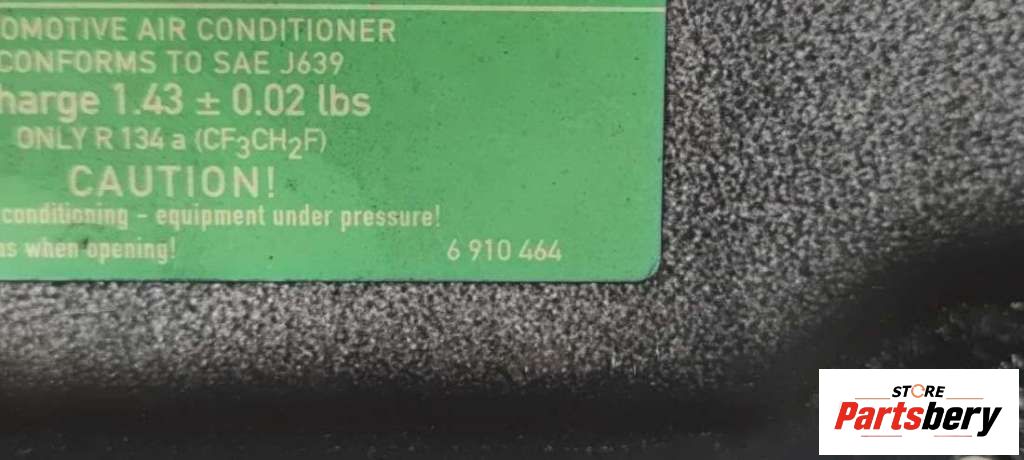 OMOTIVE AIR CONDITIONER
CONFORMS TO SAE J639
harge 1.43 ± 0.02 lbs
ONLY R 134 a (CF3CH2F)
CAUTION!
conditioning – equipment under pressure!
ns when opening!
6 910 464
STORE
Partsbery